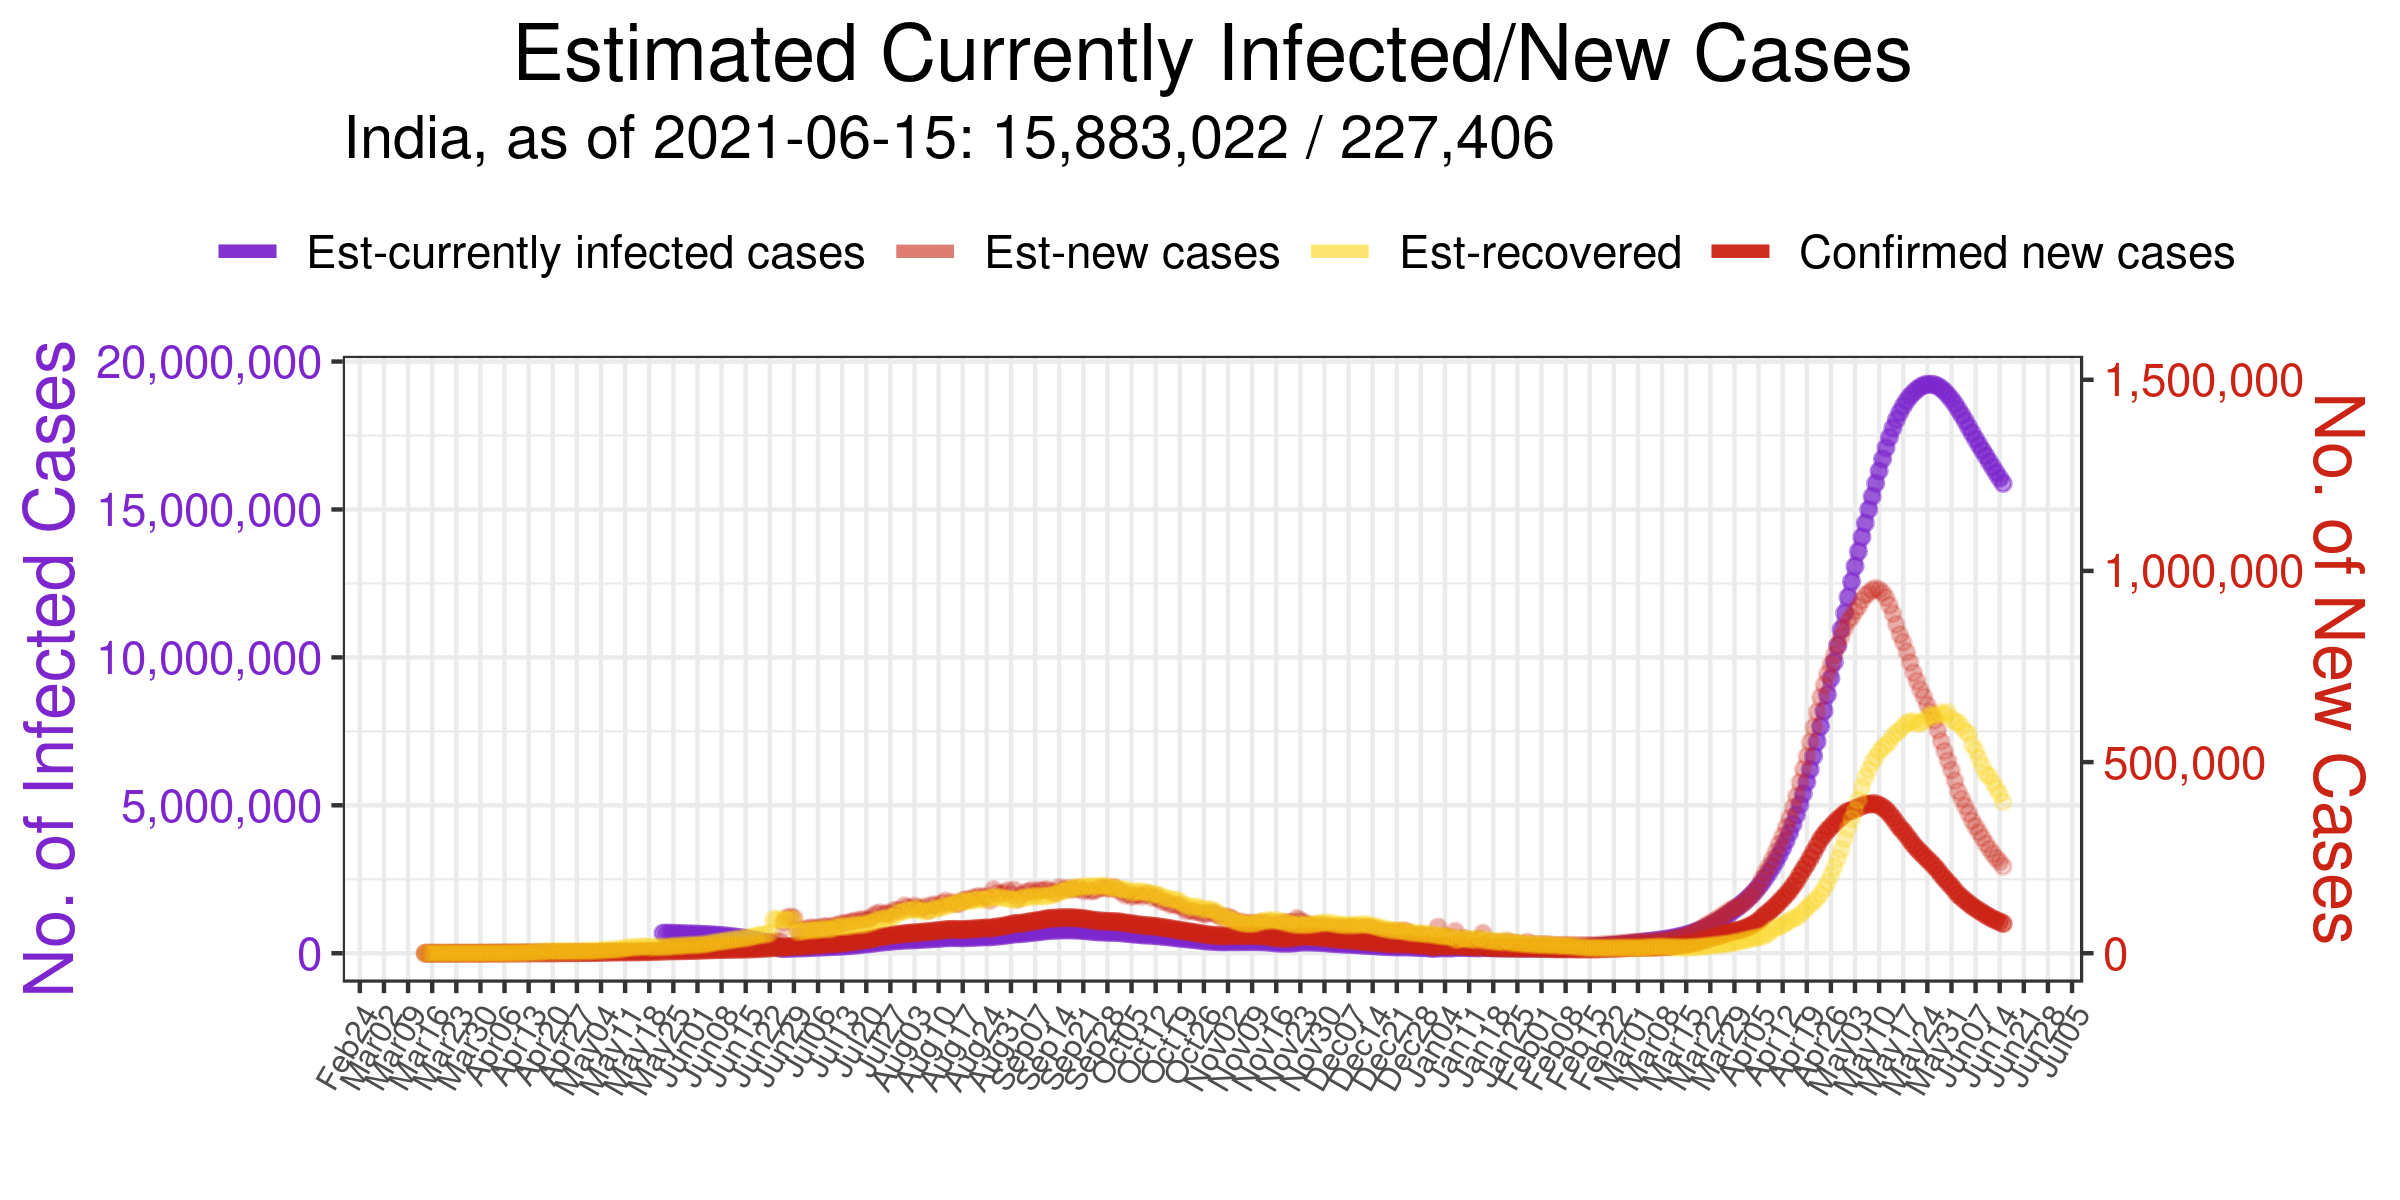 Estimated Currently Infected/New Cases
India, as of 2021-06-15: 15,883,022 / 227,406
Est-currently infected cases
Est-new cases
Est-recovered
Confirmed new cases
No. of Infected Cases
20,000,000
15,000,000
10,000,000
5,000,000
0
1,500,000
1,000,000
500,000
0
No. of New Cases
Feb24
Mar02
Mar09
Mar16
Mar23
Mar30
Apr06
Apr13
Apr20
Apr27
May04
May11
May18
May25
Jun01
Jun08
Jun15
Jun22
Jun29
Jul06
Jul13
Jul20
Jul27
Aug03
Aug10
Aug17
Aug24
Aug31
Sep07
Sep14
Sep21
Sep28
Oct05
Oct12
Oct19
Oct26
Nov02
Nov09
Nov16
Nov23
Nov30
Dec07
Dec14
Dec21
Dec28
Jan04
Jan11
Jan18
Jan25
Feb01
Feb08
Feb15
Feb22
Mar01
Mar08
Mar15
Mar22
Mar29
Apr05
Apr12
Apr19
Apr26
May03
May10
May17
May24
May31
Jun07
Jun14
Jun21
Jun28
Jul05